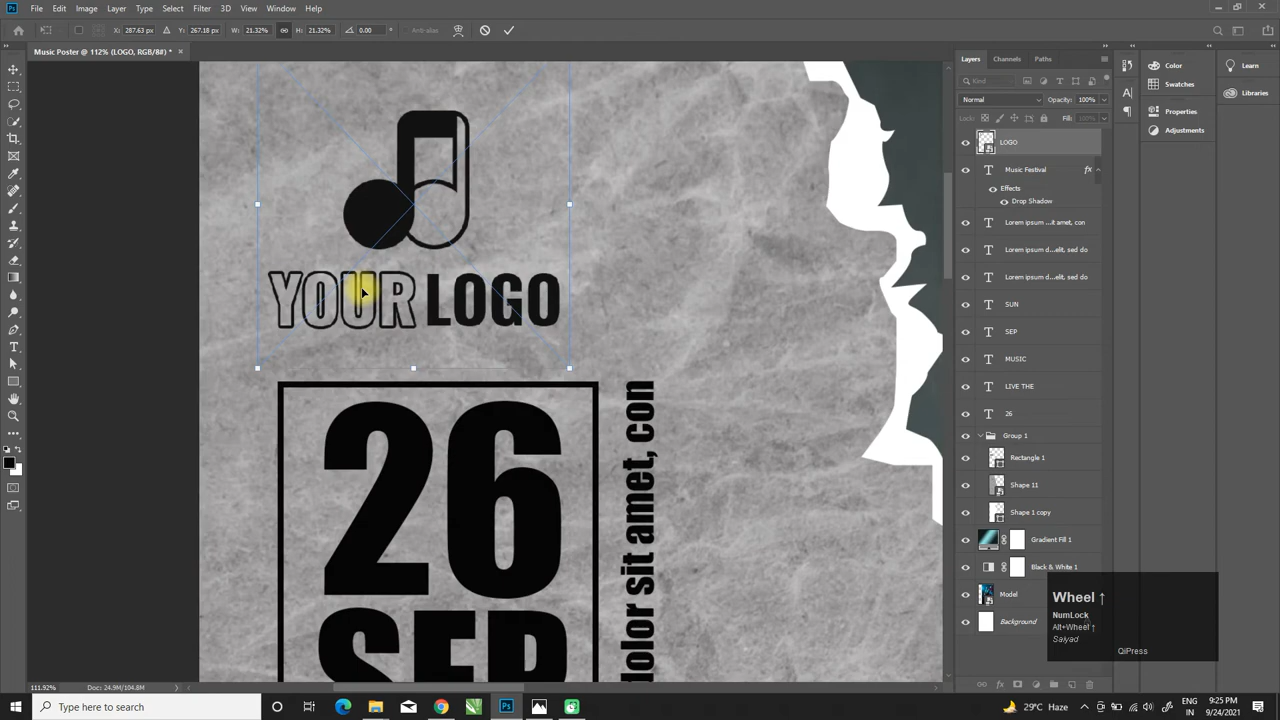 File Edit Image Layer Type Select Filter 3D View Window Help
X: 287.63 px Y: 267.18 px W: 21.32% H: 21.32% 0.00 ° Anti-alias
Music Poster @ 112% (LOGO, RGB/8#) * ×
YOUR LOGO
26
SEP
dolor sit amet, con
Layers Channels Paths
Kind
Normal Opacity: 100%
Lock: Fill: 100%
LOGO
Music Festival fx
Effects
Drop Shadow
Lorem ipsum ...it amet, con
Lorem ipsum d...elit, sed do
Lorem ipsum d...elit, sed do
SUN
SEP
MUSIC
LIVE THE
26
Group 1
Rectangle 1
Shape 11
Shape 1 copy
Gradient Fill 1
Black & White 1
Model
Background
Color
Swatches
Properties
Adjustments
Learn
Libraries
Wheel ↑
NumLock
Alt+Wheel ↑
Saiyad
QiPress
111.92% Doc: 24.9M/104.8M
Type here to search
29°C Haze
ENG
IN
9:25 PM
9/24/2021